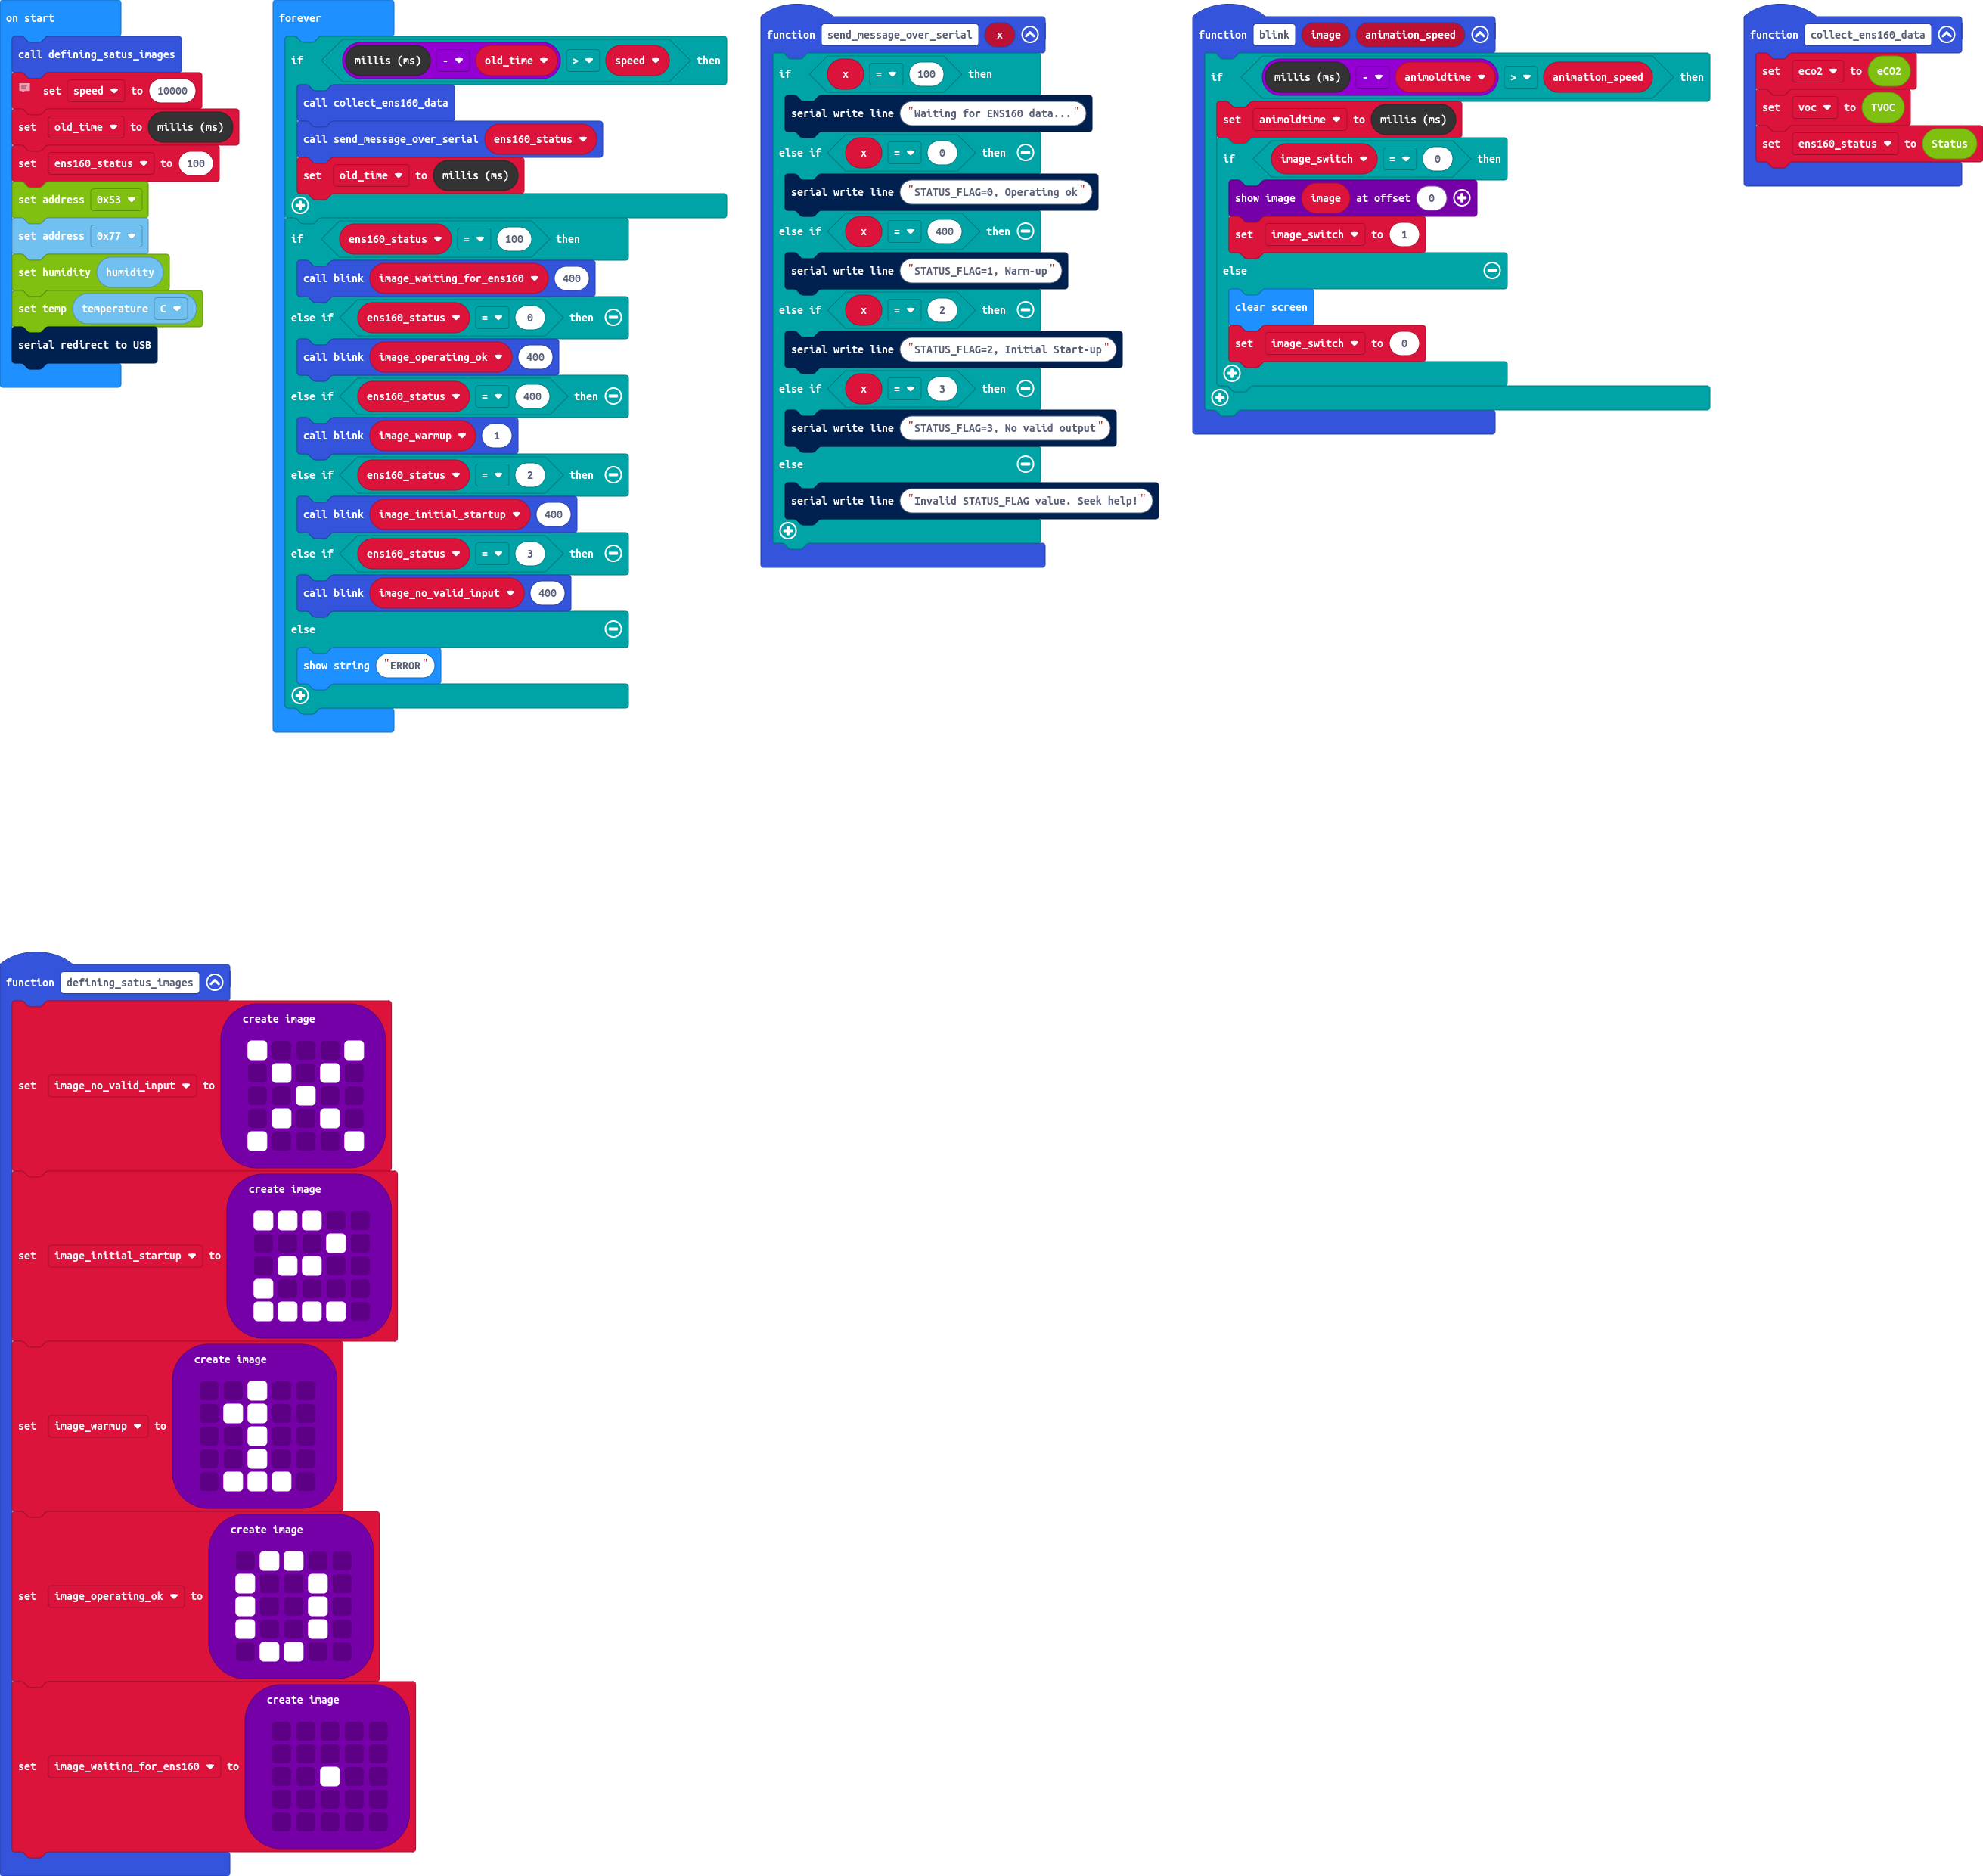 on start
call defining_satus_images
set speed to 10000
set old_time to millis (ms)
set ens160_status to 100
set address 0x53
set address 0x77
set humidity humidity
set temp temperature C
serial redirect to USB
forever
if millis (ms) - old_time > speed then
call collect_ens160_data
call send_message_over_serial ens160_status
set old_time to millis (ms)
if ens160_status = 100 then
call blink image_waiting_for_ens160 400
else if ens160_status = 0 then
call blink image_operating_ok 400
else if ens160_status = 400 then
call blink image_warmup 1
else if ens160_status = 2 then
call blink image_initial_startup 400
else if ens160_status = 3 then
call blink image_no_valid_input 400
else
show string "ERROR"
function send_message_over_serial x
if x = 100 then
serial write line "Waiting for ENS160 data..."
else if x = 0 then
serial write line "STATUS_FLAG=0, Operating ok"
else if x = 400 then
serial write line "STATUS_FLAG=1, Warm-up"
else if x = 2 then
serial write line "STATUS_FLAG=2, Initial Start-up"
else if x = 3 then
serial write line "STATUS_FLAG=3, No valid output"
else
serial write line "Invalid STATUS_FLAG value. Seek help!"
function blink image animation_speed
if millis (ms) - animoldtime > animation_speed then
set animoldtime to millis (ms)
if image_switch = 0 then
show image image at offset 0
set image_switch to 1
else
clear screen
set image_switch to 0
function collect_ens160_data
set eco2 to eCO2
set voc to TVOC
set ens160_status to Status
function defining_satus_images
create image
set image_no_valid_input to
create image
set image_initial_startup to
create image
set image_warmup to
create image
set image_operating_ok to
create image
set image_waiting_for_ens160 to